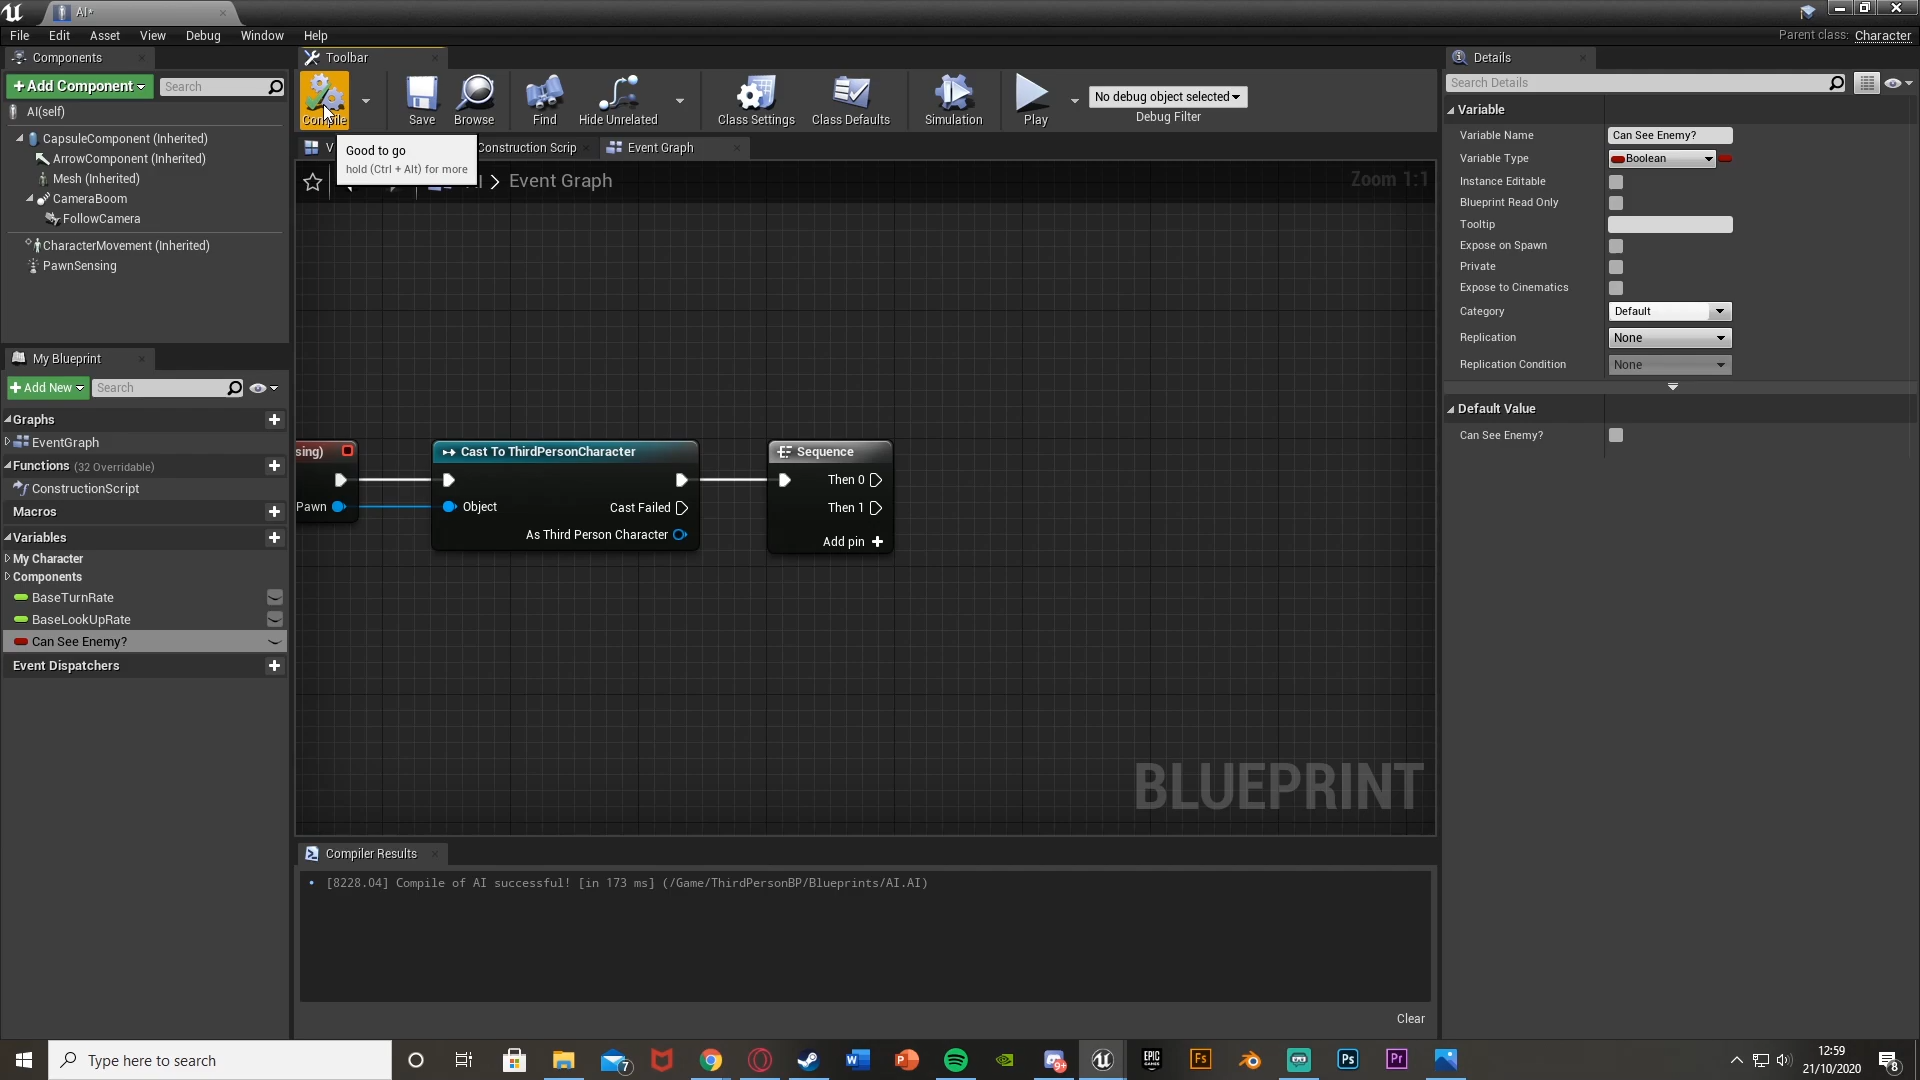 AI*
File Edit Asset View Debug Window Help
Parent class: Character
Components
+Add Component
Search
AI(self)
CapsuleComponent (Inherited)
ArrowComponent (Inherited)
Mesh (Inherited)
CameraBoom
FollowCamera
CharacterMovement (Inherited)
PawnSensing
My Blueprint
+Add New
Search
Graphs
EventGraph
Functions (32 Overridable)
ConstructionScript
Macros
Variables
My Character
Components
BaseTurnRate
BaseLookUpRate
Can See Enemy?
Event Dispatchers
Toolbar
Compile
Save
Browse
Find
Hide Unrelated
Class Settings
Class Defaults
Simulation
Play
No debug object selected
Debug Filter
Good to go
hold (Ctrl + Alt) for more
V
Construction Scrip
Event Graph
> Event Graph
Zoom 1:1
sing)
Pawn
Cast To ThirdPersonCharacter
Object
Cast Failed
As Third Person Character
Sequence
Then 0
Then 1
Add pin +
BLUEPRINT
Compiler Results
• [8228.04] Compile of AI successful! [in 173 ms] (/Game/ThirdPersonBP/Blueprints/AI.AI)
Clear
Details
Search Details
Variable
Variable Name Can See Enemy?
Variable Type Boolean
Instance Editable
Blueprint Read Only
Tooltip
Expose on Spawn
Private
Expose to Cinematics
Category Default
Replication None
Replication Condition None
Default Value
Can See Enemy?
Type here to search
7
9+
EPIC GAMES
Fs
Ps
Pr
12:59
21/10/2020
8